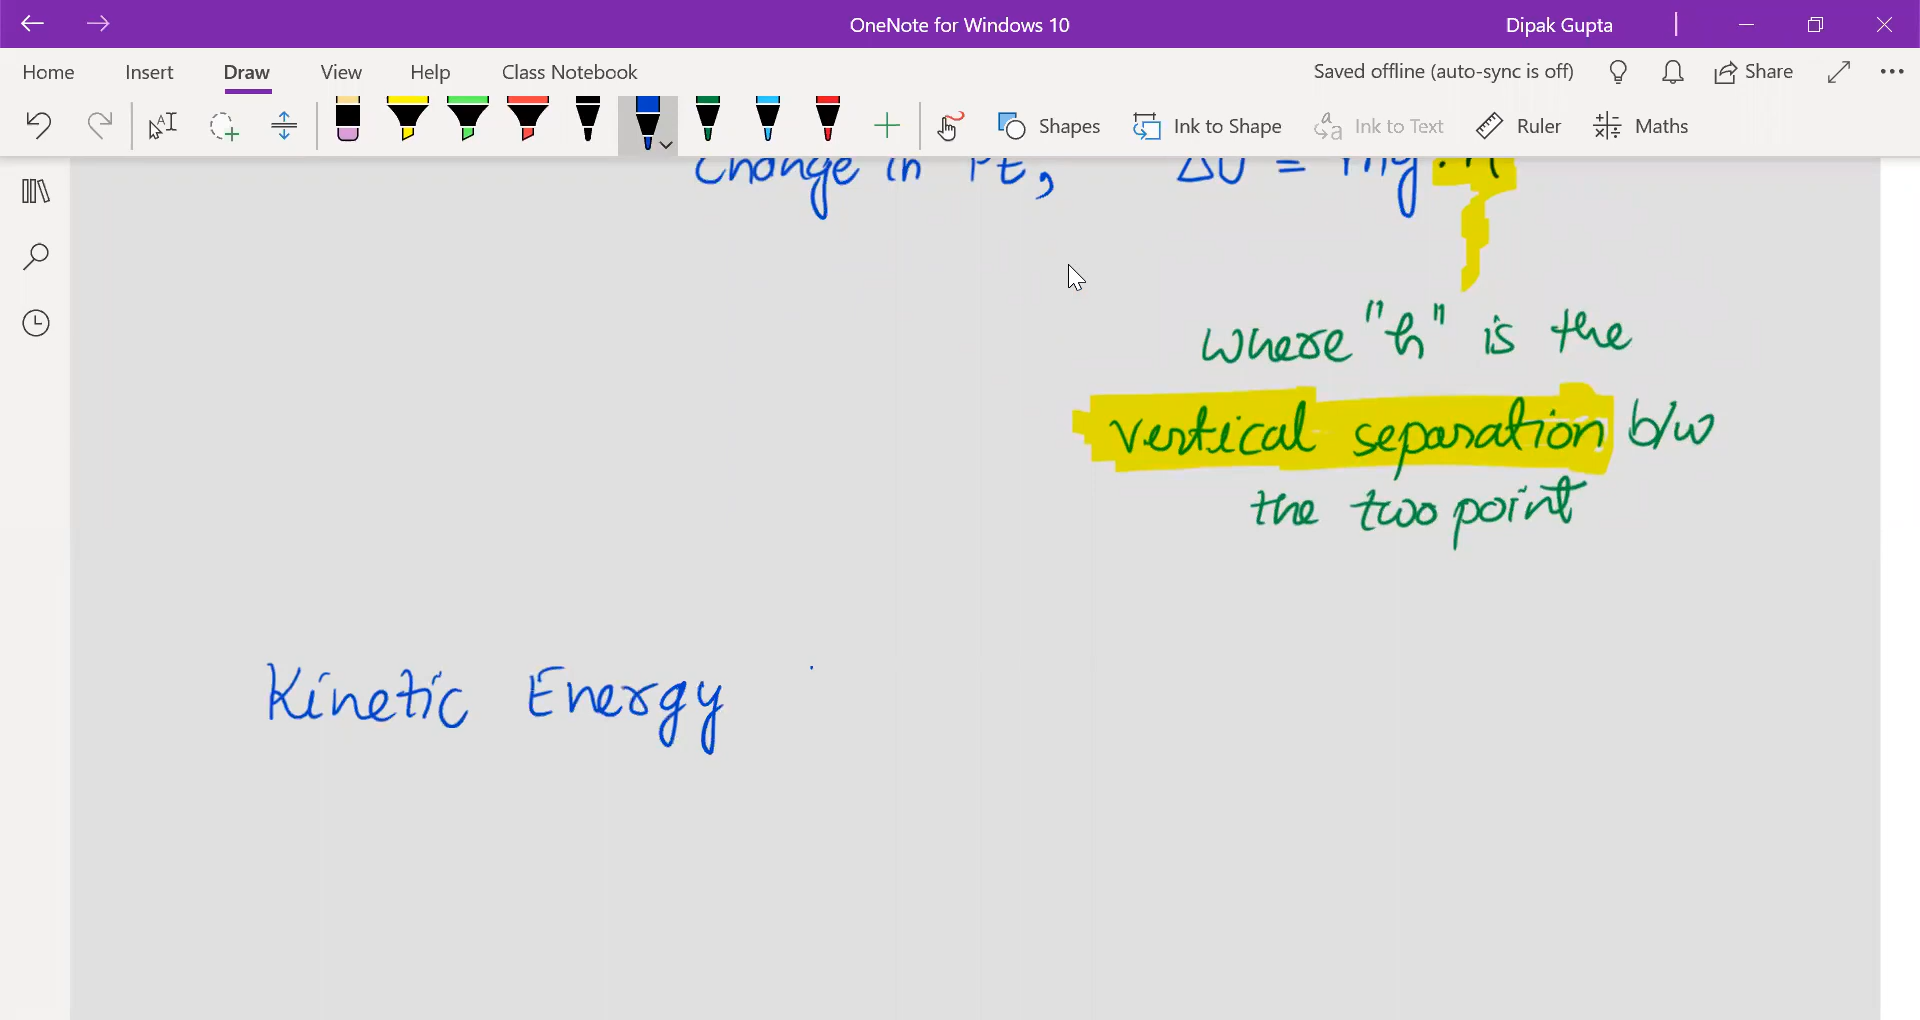 OneNote for Windows 10 Dipak Gupta
Home Insert Draw View Help Class Notebook Saved offline (auto-sync is off) Share
Shapes Ink to Shape Ink to Text Ruler Maths
Change in PE, ΔU = mg.h
where "h" is the
vertical separation b/w
the two point
Kinetic Energy